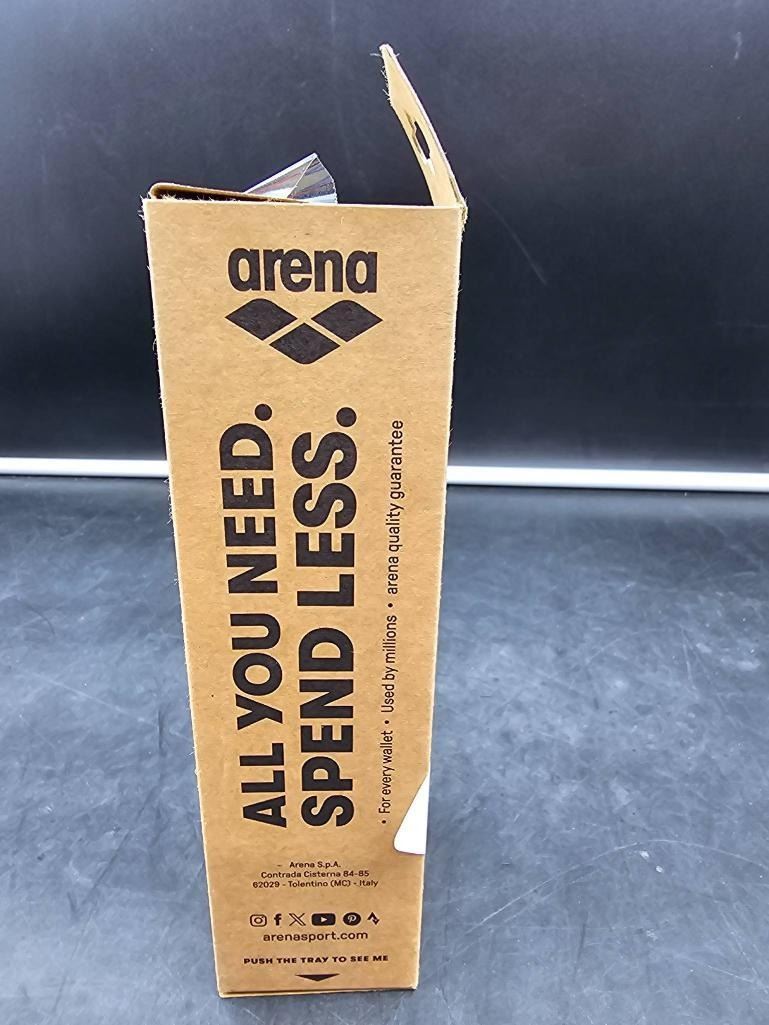 arena
ALL YOU NEED.
SPEND LESS.
• For every wallet • Used by millions • arena quality guarantee
– Arena S.p.A.
Contrada Cisterna 84-85
62029 - Tolentino (MC) - Italy
arenasport.com
PUSH THE TRAY TO SEE ME